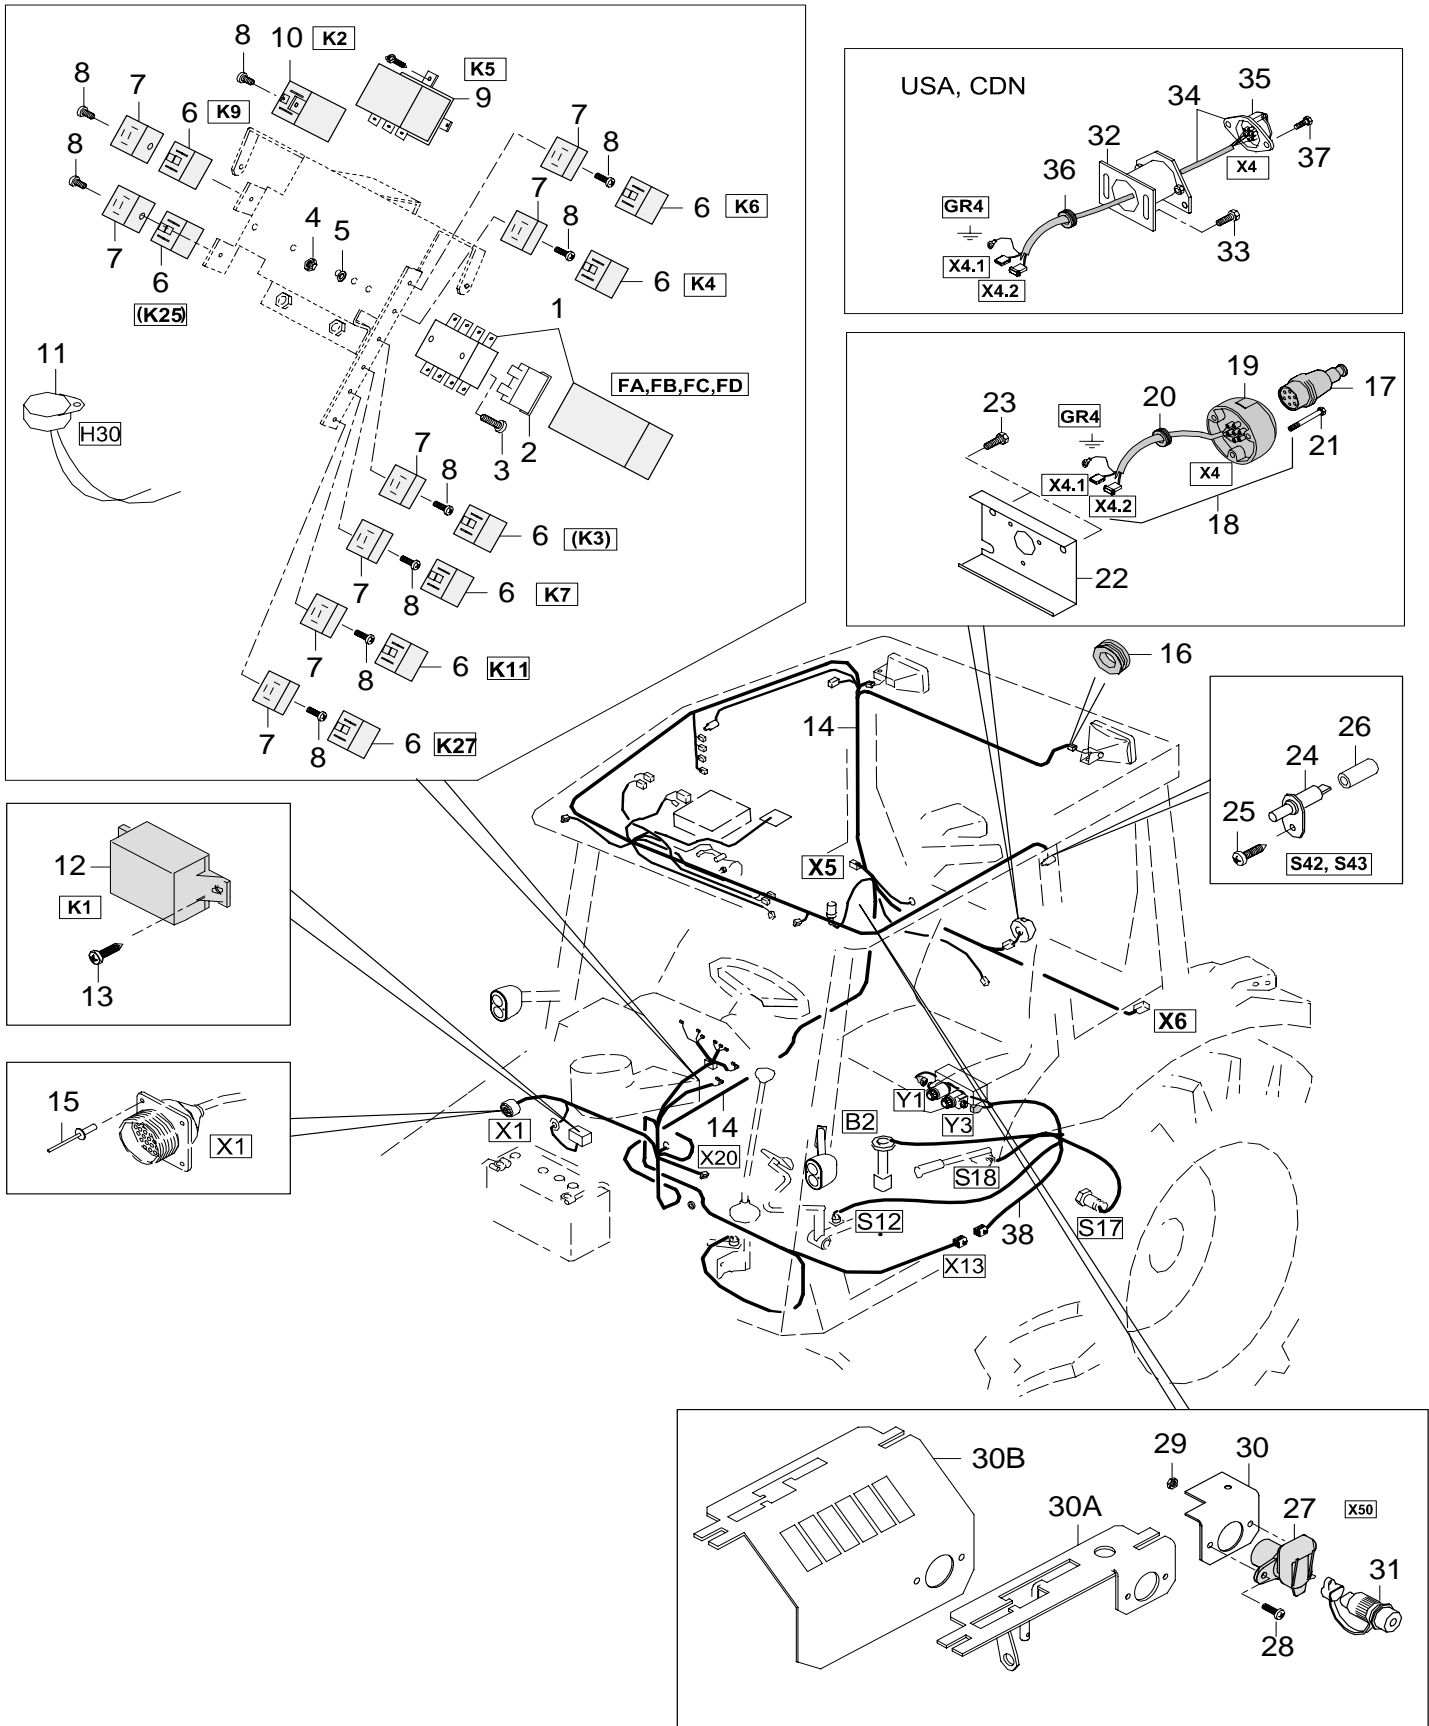 8 10 K2
K5
9
8 7 6 K9
8
7 6
(K25)
4 5
7 8 6 K6
7 8 6 K4
1
FA,FB,FC,FD
2
3
11
H30
7 8 6 (K3)
7 8 6 K7
7 8 6 K11
7 8 6 K27
USA, CDN
34 35
32
X4 37
36
GR4
33
X4.1
X4.2
19
17
23 20
GR4
21
X4
X4.1
X4.2
18
22
16
14
24 26
25
S42, S43
12
K1
13
X5
X6
15
X1
X1
14
X20
Y1
Y3
B2
S18
S12
38
S17
X13
30B
29 30
30A
27 X50
31
28